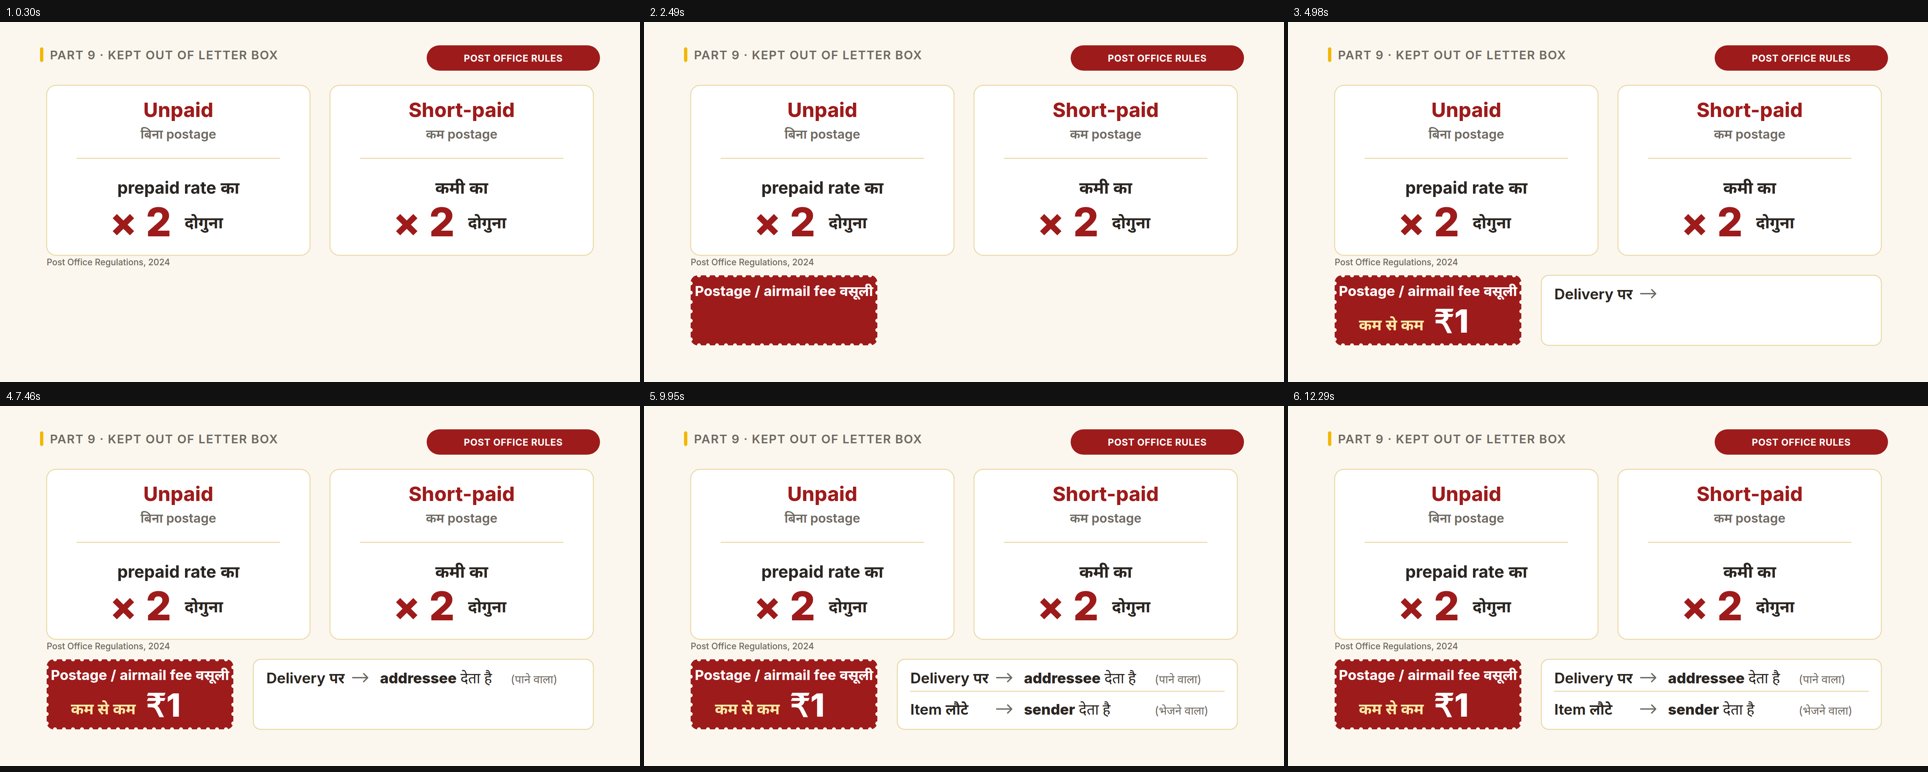 1. 0.30s
PART 9 · KEPT OUT OF LETTER BOX
POST OFFICE RULES
Unpaid
बिना postage
prepaid rate का
× 2 दोगुना
Short-paid
कम postage
कमी का
× 2 दोगुना
Post Office Regulations, 2024
2. 2.49s
PART 9 · KEPT OUT OF LETTER BOX
POST OFFICE RULES
Unpaid
बिना postage
prepaid rate का
× 2 दोगुना
Short-paid
कम postage
कमी का
× 2 दोगुना
Post Office Regulations, 2024
Postage / airmail fee वसूली
3. 4.98s
PART 9 · KEPT OUT OF LETTER BOX
POST OFFICE RULES
Unpaid
बिना postage
prepaid rate का
× 2 दोगुना
Short-paid
कम postage
कमी का
× 2 दोगुना
Post Office Regulations, 2024
Postage / airmail fee वसूली
कम से कम ₹1
Delivery पर →
4. 7.46s
PART 9 · KEPT OUT OF LETTER BOX
POST OFFICE RULES
Unpaid
बिना postage
prepaid rate का
× 2 दोगुना
Short-paid
कम postage
कमी का
× 2 दोगुना
Post Office Regulations, 2024
Postage / airmail fee वसूली
कम से कम ₹1
Delivery पर → addressee देता है (पाने वाला)
5. 9.95s
PART 9 · KEPT OUT OF LETTER BOX
POST OFFICE RULES
Unpaid
बिना postage
prepaid rate का
× 2 दोगुना
Short-paid
कम postage
कमी का
× 2 दोगुना
Post Office Regulations, 2024
Postage / airmail fee वसूली
कम से कम ₹1
Delivery पर → addressee देता है (पाने वाला)
Item लौटे → sender देता है (भेजने वाला)
6. 12.29s
PART 9 · KEPT OUT OF LETTER BOX
POST OFFICE RULES
Unpaid
बिना postage
prepaid rate का
× 2 दोगुना
Short-paid
कम postage
कमी का
× 2 दोगुना
Post Office Regulations, 2024
Postage / airmail fee वसूली
कम से कम ₹1
Delivery पर → addressee देता है (पाने वाला)
Item लौटे → sender देता है (भेजने वाला)